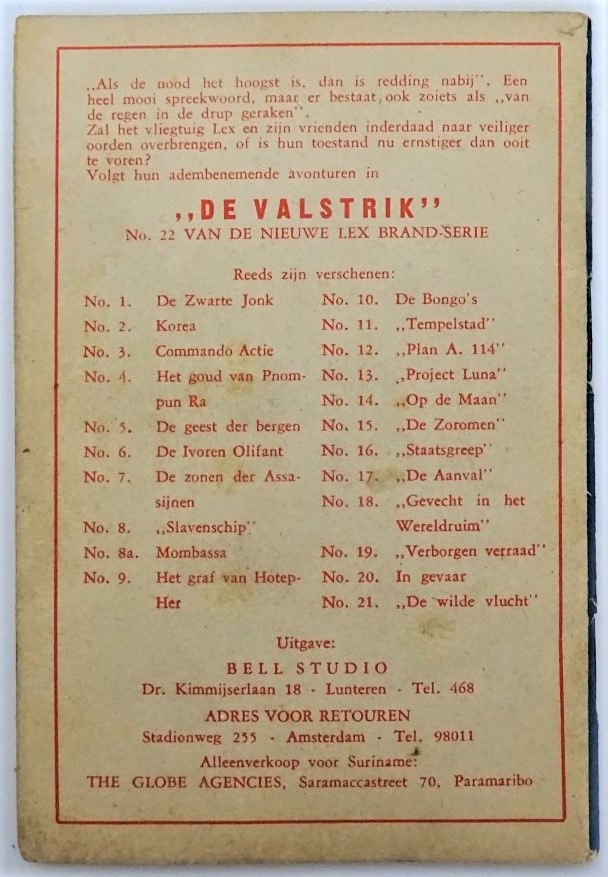 ,,Als de nood het hoogst is, dan is redding nabij''. Een
heel mooi spreekwoord, maar er bestaat ook zoiets als ,,van
de regen in de drup geraken''.
Zal het vliegtuig Lex en zijn vrienden inderdaad naar veiliger
oorden overbrengen, of is hun toestand nu ernstiger dan ooit
te voren?
Volgt hun adembenemende avonturen in
,,DE VALSTRIK''
No. 22 VAN DE NIEUWE LEX BRAND-SERIE
Reeds zijn verschenen:
No. 1. De Zwarte Jonk
No. 2. Korea
No. 3. Commando Actie
No. 4. Het goud van Pnom-
pun Ra
No. 5. De geest der bergen
No. 6. De Ivoren Olifant
No. 7. De zonen der Assa-
sijnen
No. 8. ,,Slavenschip''
No. 8a. Mombassa
No. 9. Het graf van Hotep-
Her
No. 10. De Bongo's
No. 11. ,,Tempelstad''
No. 12. ,,Plan A. 114''
No. 13. ,,Project Luna''
No. 14. ,,Op de Maan''
No. 15. ,,De Zoromen''
No. 16. ,,Staatsgreep''
No. 17. ,,De Aanval''
No. 18. ,,Gevecht in het
Wereldruim''
No. 19. ,,Verborgen verraad''
No. 20. In gevaar
No. 21. ,,De wilde vlucht''
Uitgave:
BELL STUDIO
Dr. Kimmijserlaan 18 - Lunteren - Tel. 468
ADRES VOOR RETOUREN
Stadionweg 255 - Amsterdam - Tel. 98011
Alleenverkoop voor Suriname:
THE GLOBE AGENCIES, Saramaccastreet 70, Paramaribo